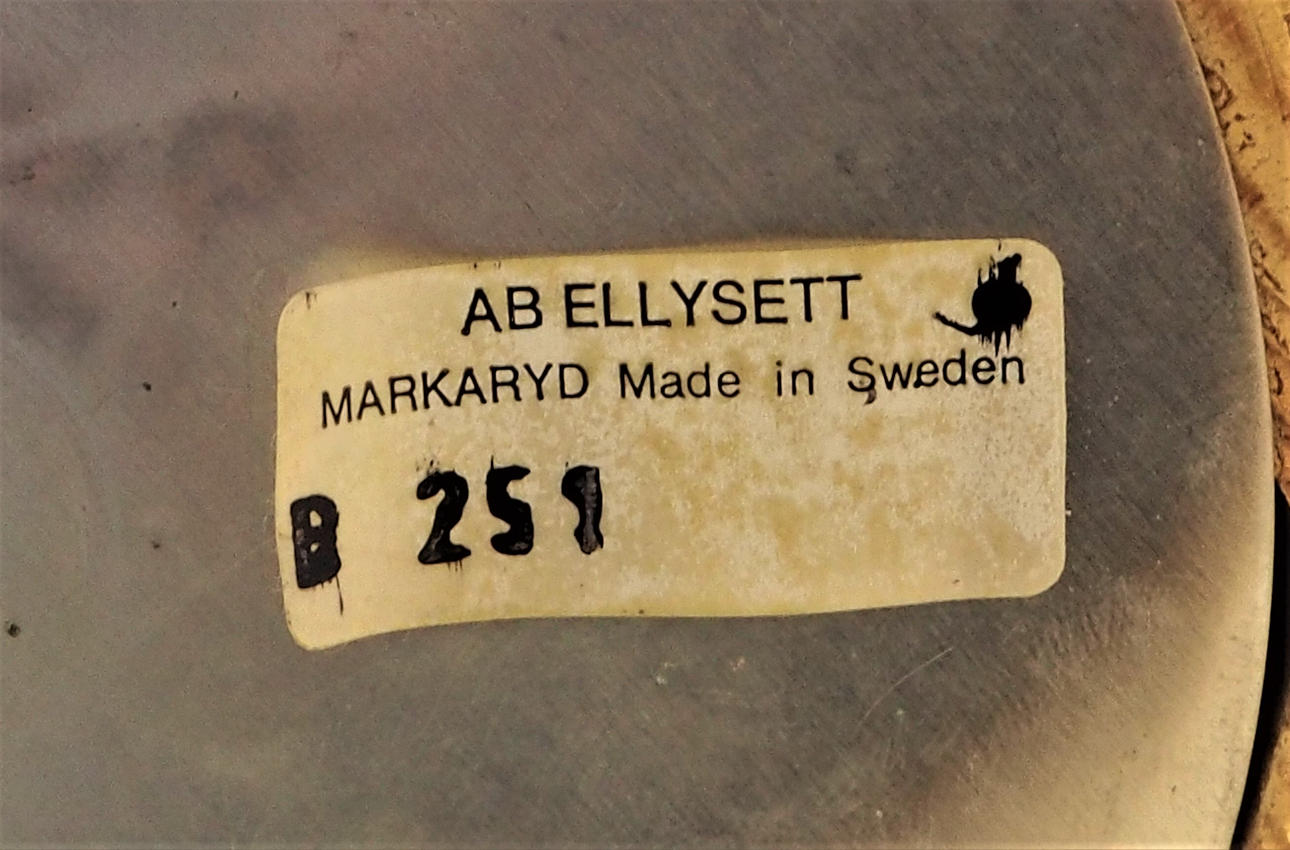 AB ELLYSETT
MARKARYD Made in Sweden
B 251